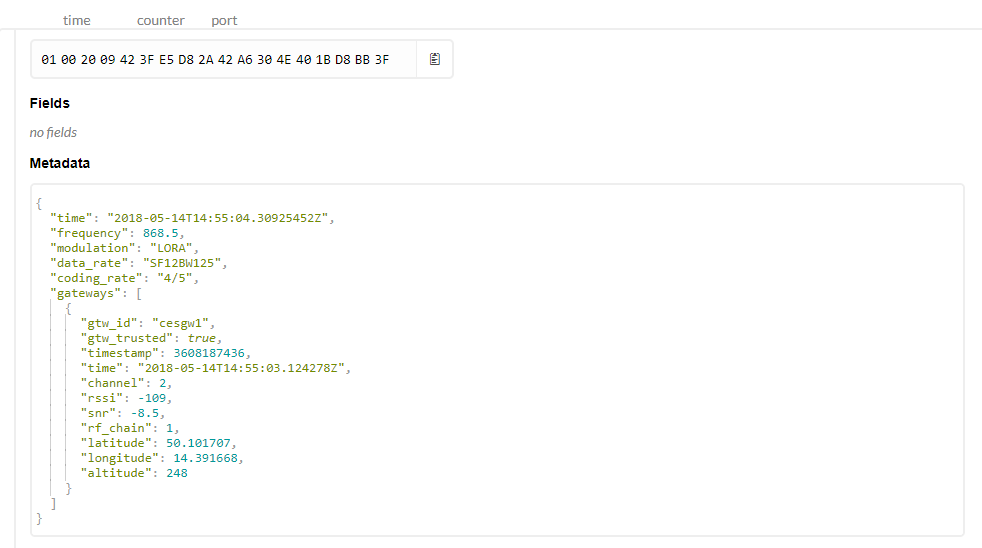 time counter port
01 00 20 09 42 3F E5 D8 2A 42 A6 30 4E 40 1B D8 BB 3F
Fields
no fields
Metadata
{
"time": "2018-05-14T14:55:04.30925452Z",
"frequency": 868.5,
"modulation": "LORA",
"data_rate": "SF12BW125",
"coding_rate": "4/5",
"gateways": [
{
"gtw_id": "cesgw1",
"gtw_trusted": true,
"timestamp": 3608187436,
"time": "2018-05-14T14:55:03.124278Z",
"channel": 2,
"rssi": -109,
"snr": -8.5,
"rf_chain": 1,
"latitude": 50.101707,
"longitude": 14.391668,
"altitude": 248
}
]
}